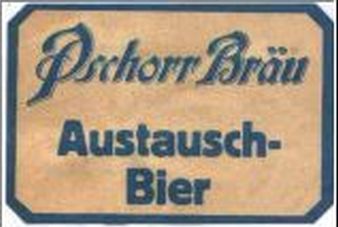 Pschorr Bräu
Austausch-
Bier